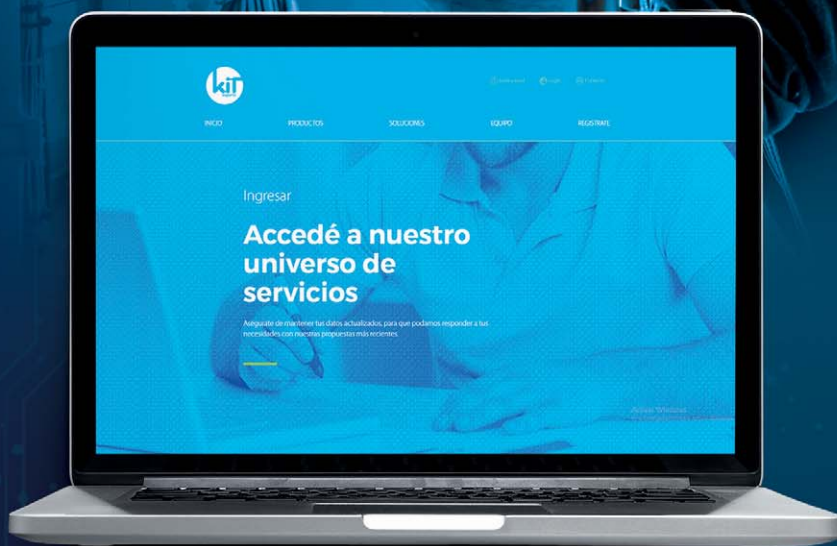 kit
INICIO
PRODUCTOS
SOLUCIONES
EQUIPO
REGISTRATE
Ingresar
Accedé a nuestro
universo de
servicios
Asegurate de mantener tus datos actualizados, para que podamos responder a tus
necesidades con nuestras propuestas más recientes.